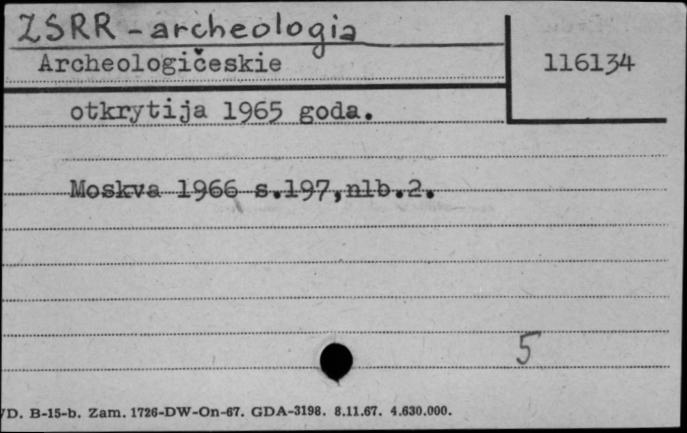 ZSRR - archeologia
Archeologičeskie
116134
otkrytija 1965 goda.
Moskva 1966 s.197,nlb.2.
5
D. B-15-b. Zam. 1726-DW-On-67. GDA-3198. 8.11.67. 4.630.000.